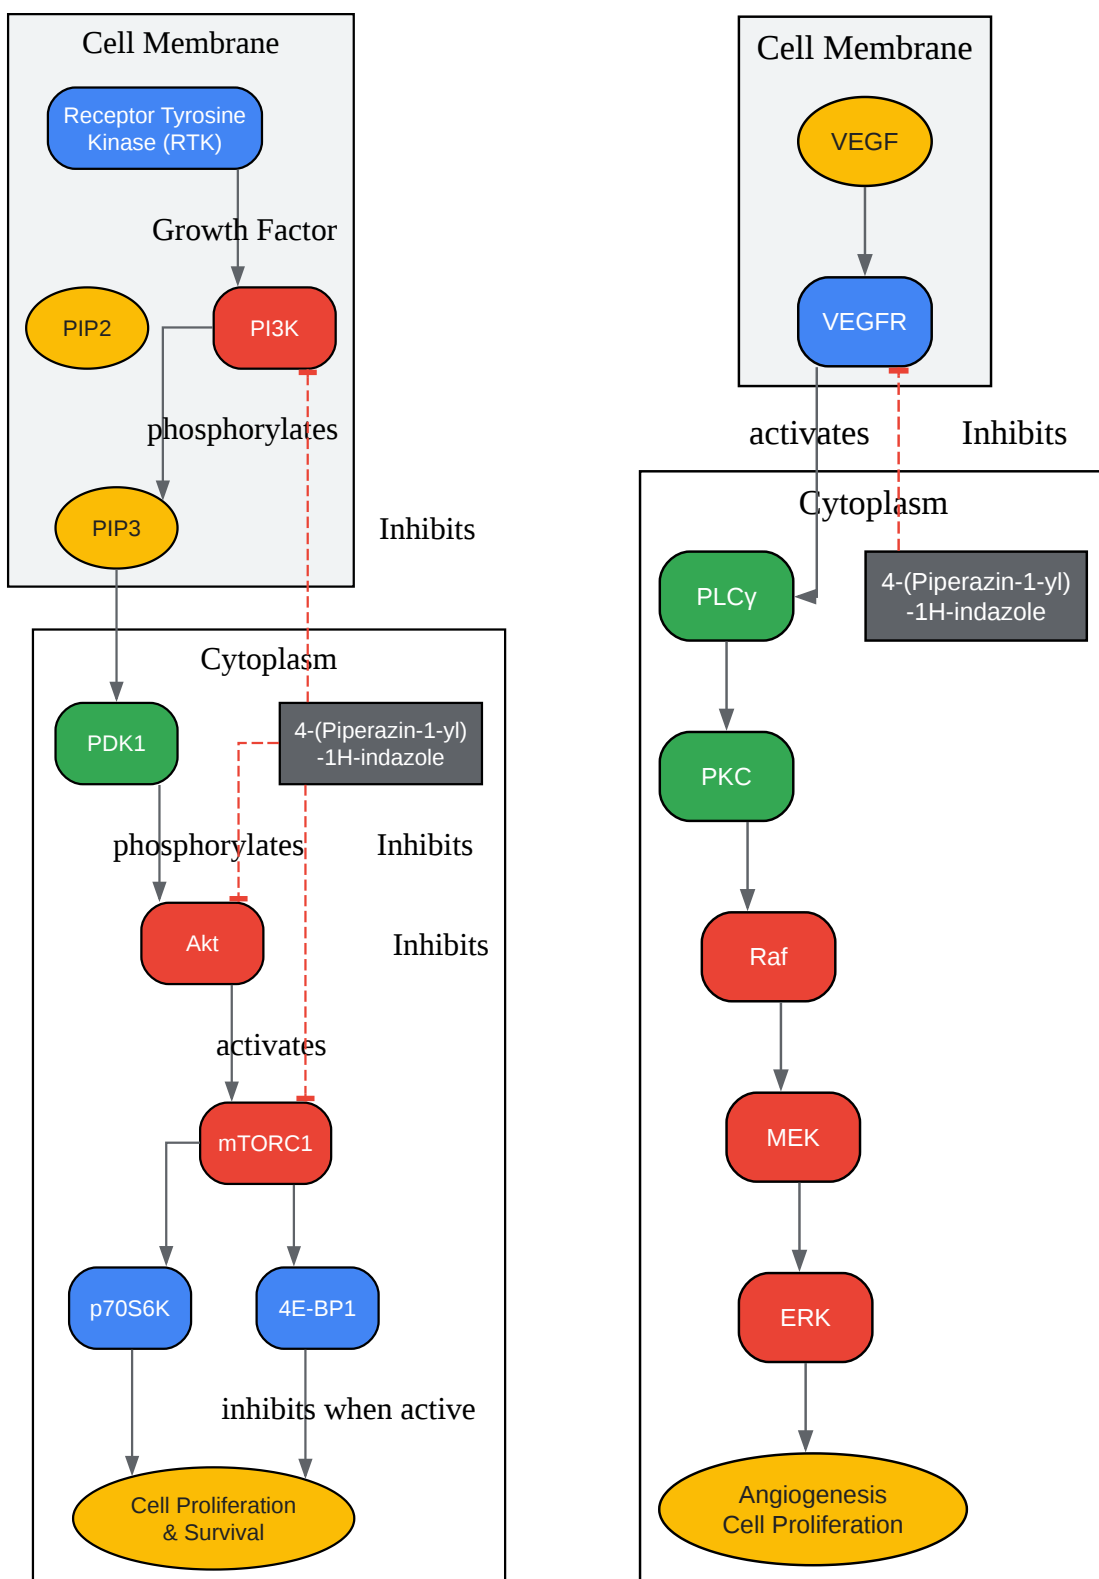 Cell Membrane
Receptor Tyrosine
Kinase (RTK)
Growth Factor
PIP2
PI3K
phosphorylates
PIP3
Inhibits
Cytoplasm
PDK1
4-(Piperazin-1-yl)
-1H-indazole
phosphorylates
Inhibits
Akt
Inhibits
activates
mTORC1
p70S6K
4E-BP1
inhibits when active
Cell Proliferation
& Survival
Cell Membrane
VEGF
VEGFR
activates
Inhibits
Cytoplasm
PLCγ
4-(Piperazin-1-yl)
-1H-indazole
PKC
Raf
MEK
ERK
Angiogenesis
Cell Proliferation